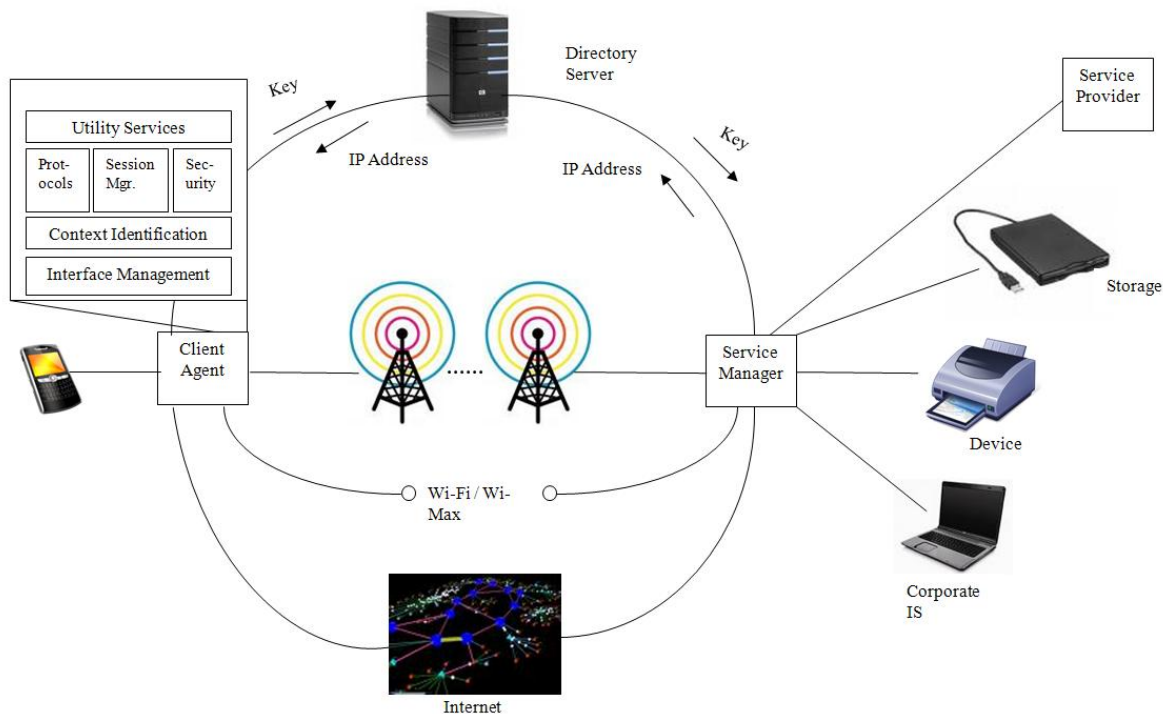 Directory
Server
Service
Provider
Key
Key
IP Address
IP Address
Utility Services
Prot-
ocols
Session
Mgr.
Sec-
urity
Context Identification
Interface Management
Storage
Client
Agent
......
Service
Manager
Device
Wi-Fi / Wi-
Max
Corporate
IS
Internet